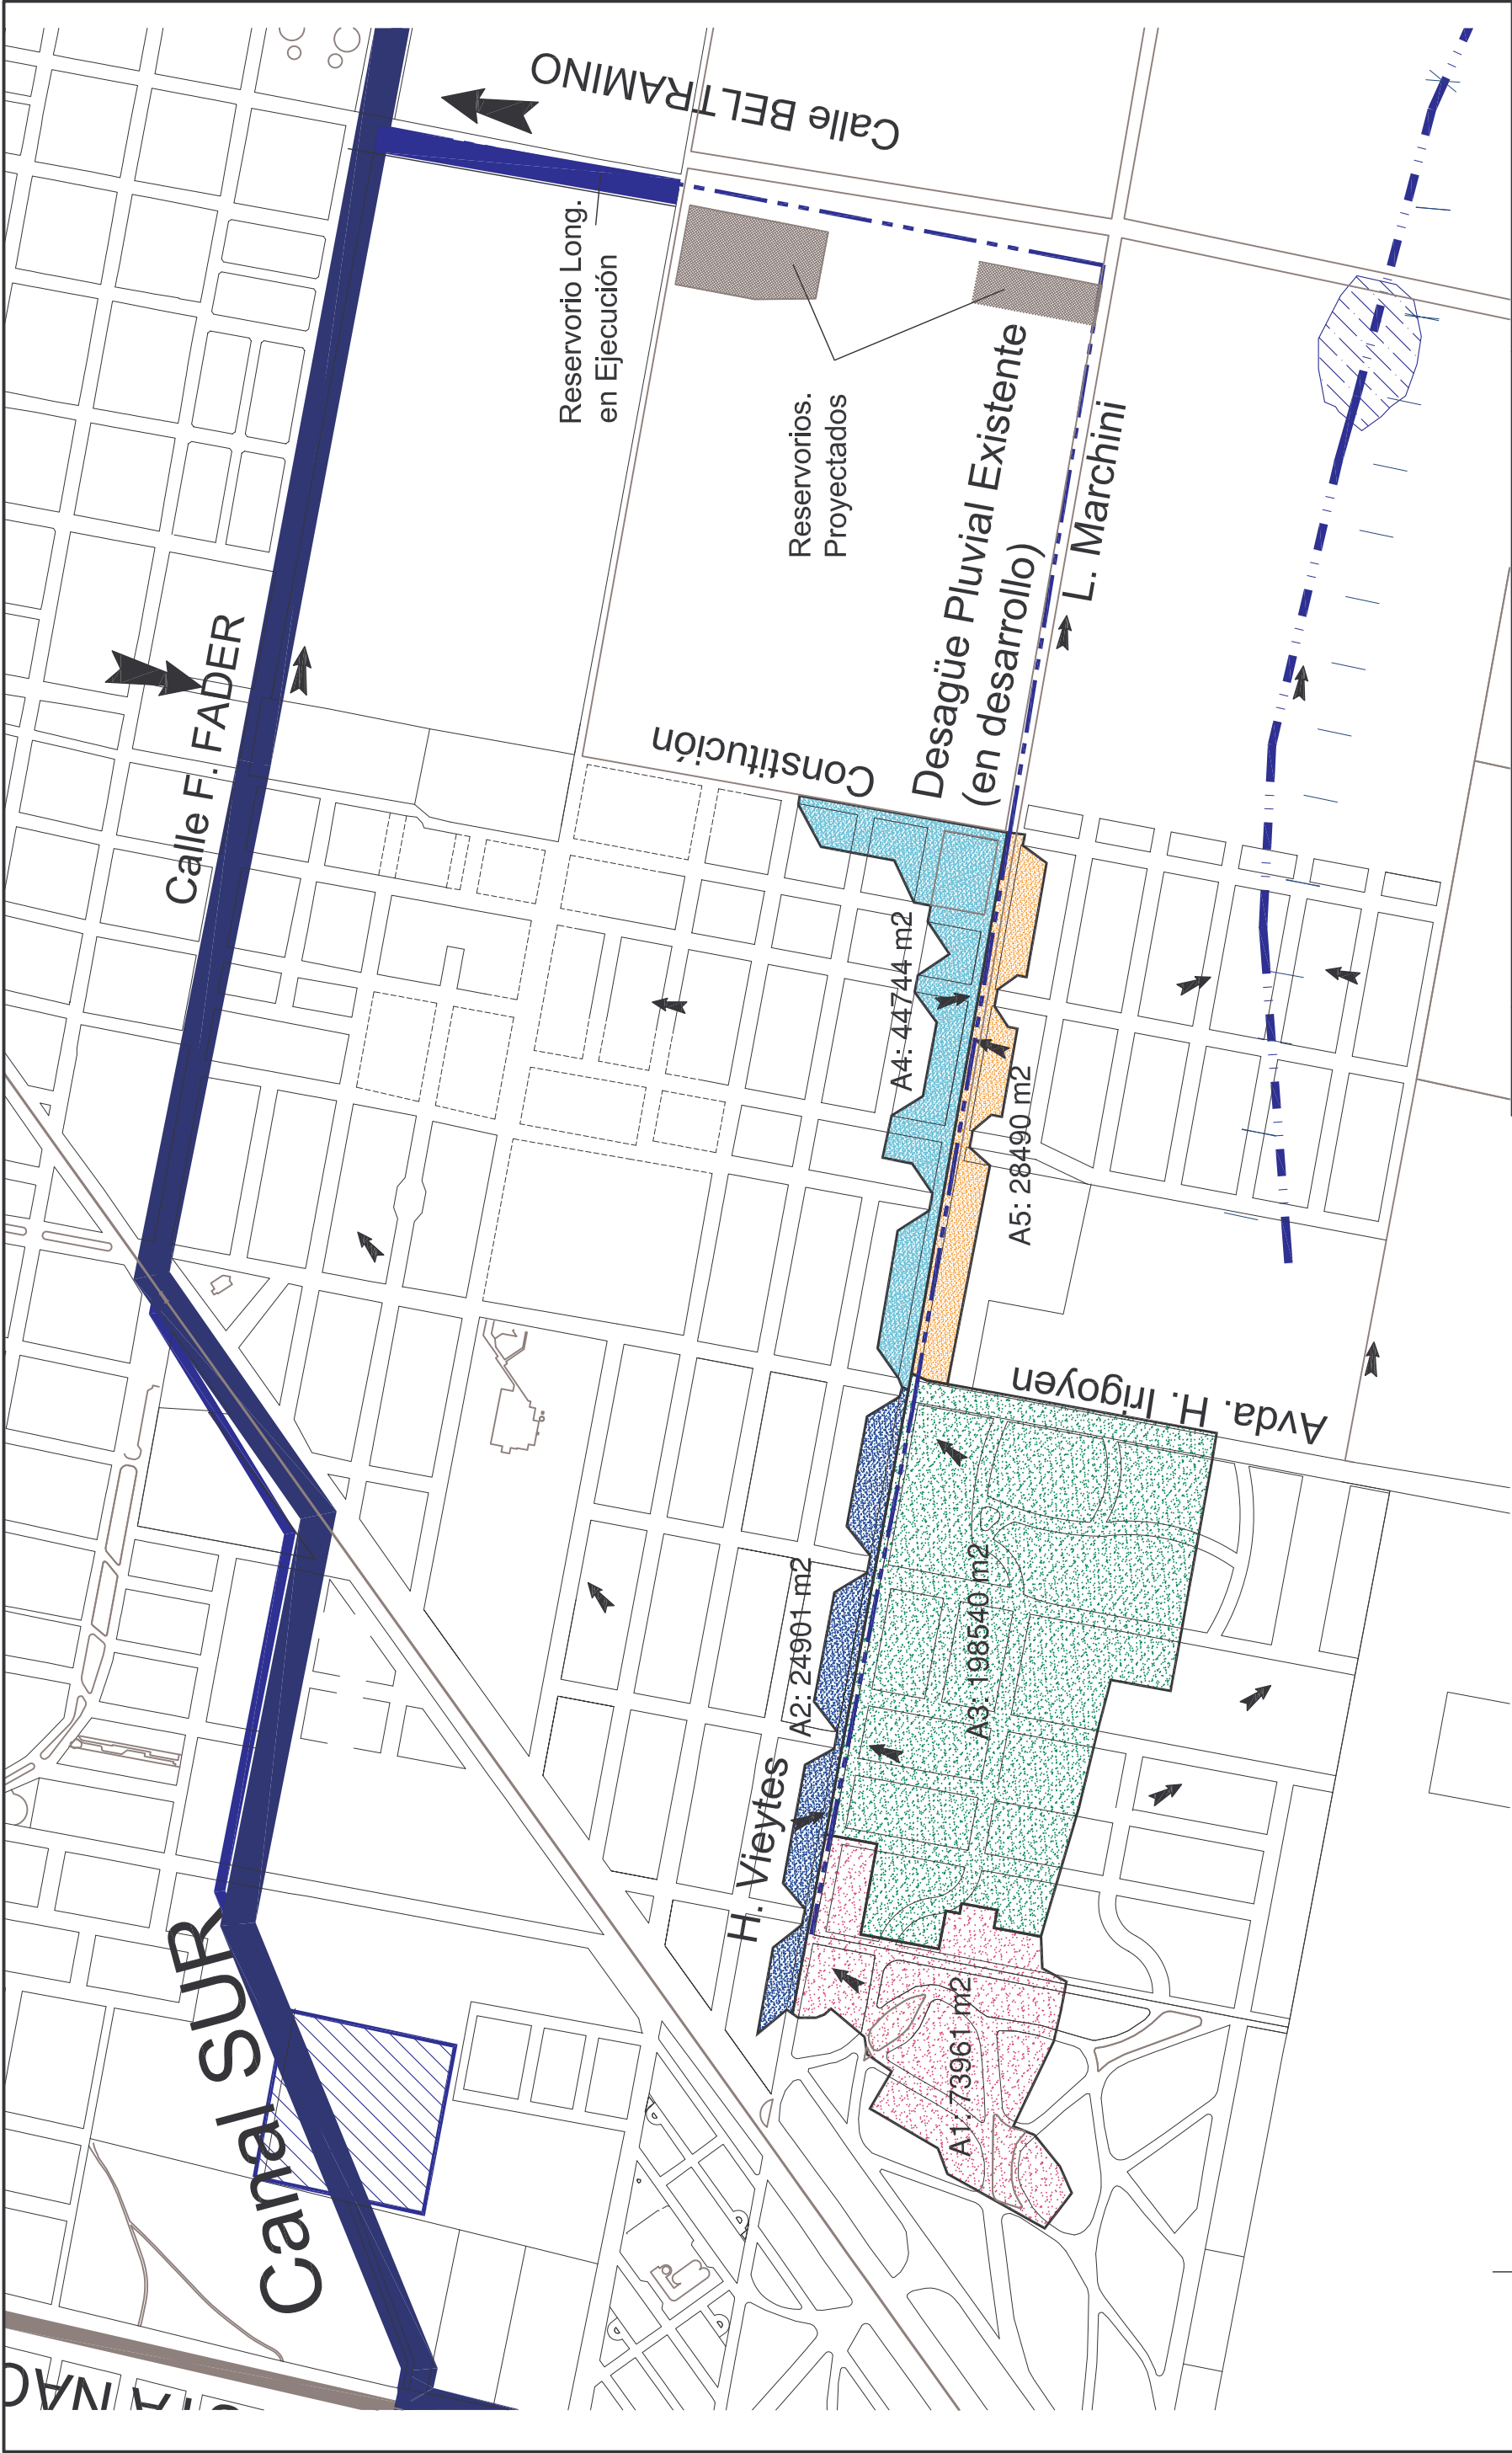 Calle BELTRAMINO
Reservorio Long.
en Ejecución
Reservorios.
Proyectados
Calle F. FADER
Desagüe Pluvial Existente
(en desarrollo)
L. Marchini
Constitución
A4: 44744 m2
A5: 28490 m2
Avda. H. Irigoyen
A2: 24901 m2
A3: 198540 m2
H. Vieytes
A1: 73961 m2
Canal SUR